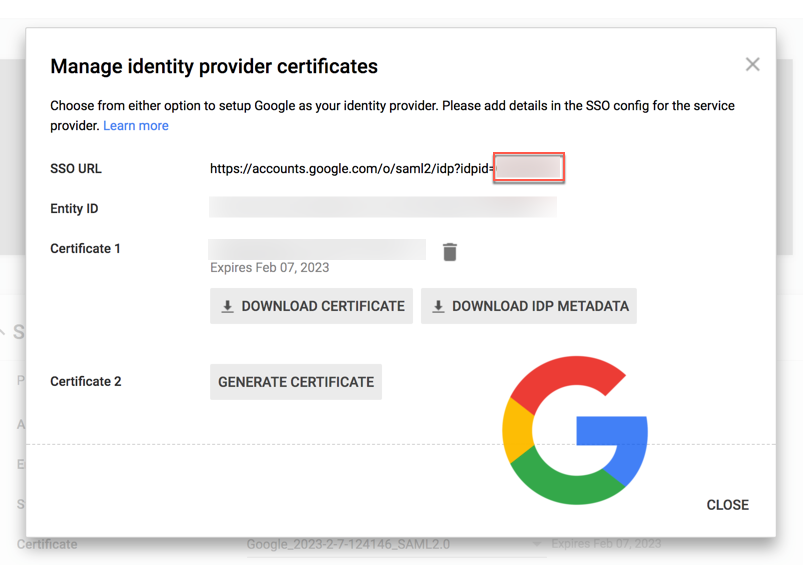 Manage identity provider certificates
Choose from either option to setup Google as your identity provider. Please add details in the SSO config for the service
provider. Learn more
SSO URL
https://accounts.google.com/o/saml2/idp?idpid=
Entity ID
Certificate 1
Expires Feb 07, 2023
DOWNLOAD CERTIFICATE
DOWNLOAD IDP METADATA
Certificate 2
GENERATE CERTIFICATE
CLOSE
S
P
A
E
S
Certificate
Google_2023-2-7-124146_SAML2.0
Expires Feb 07, 2023